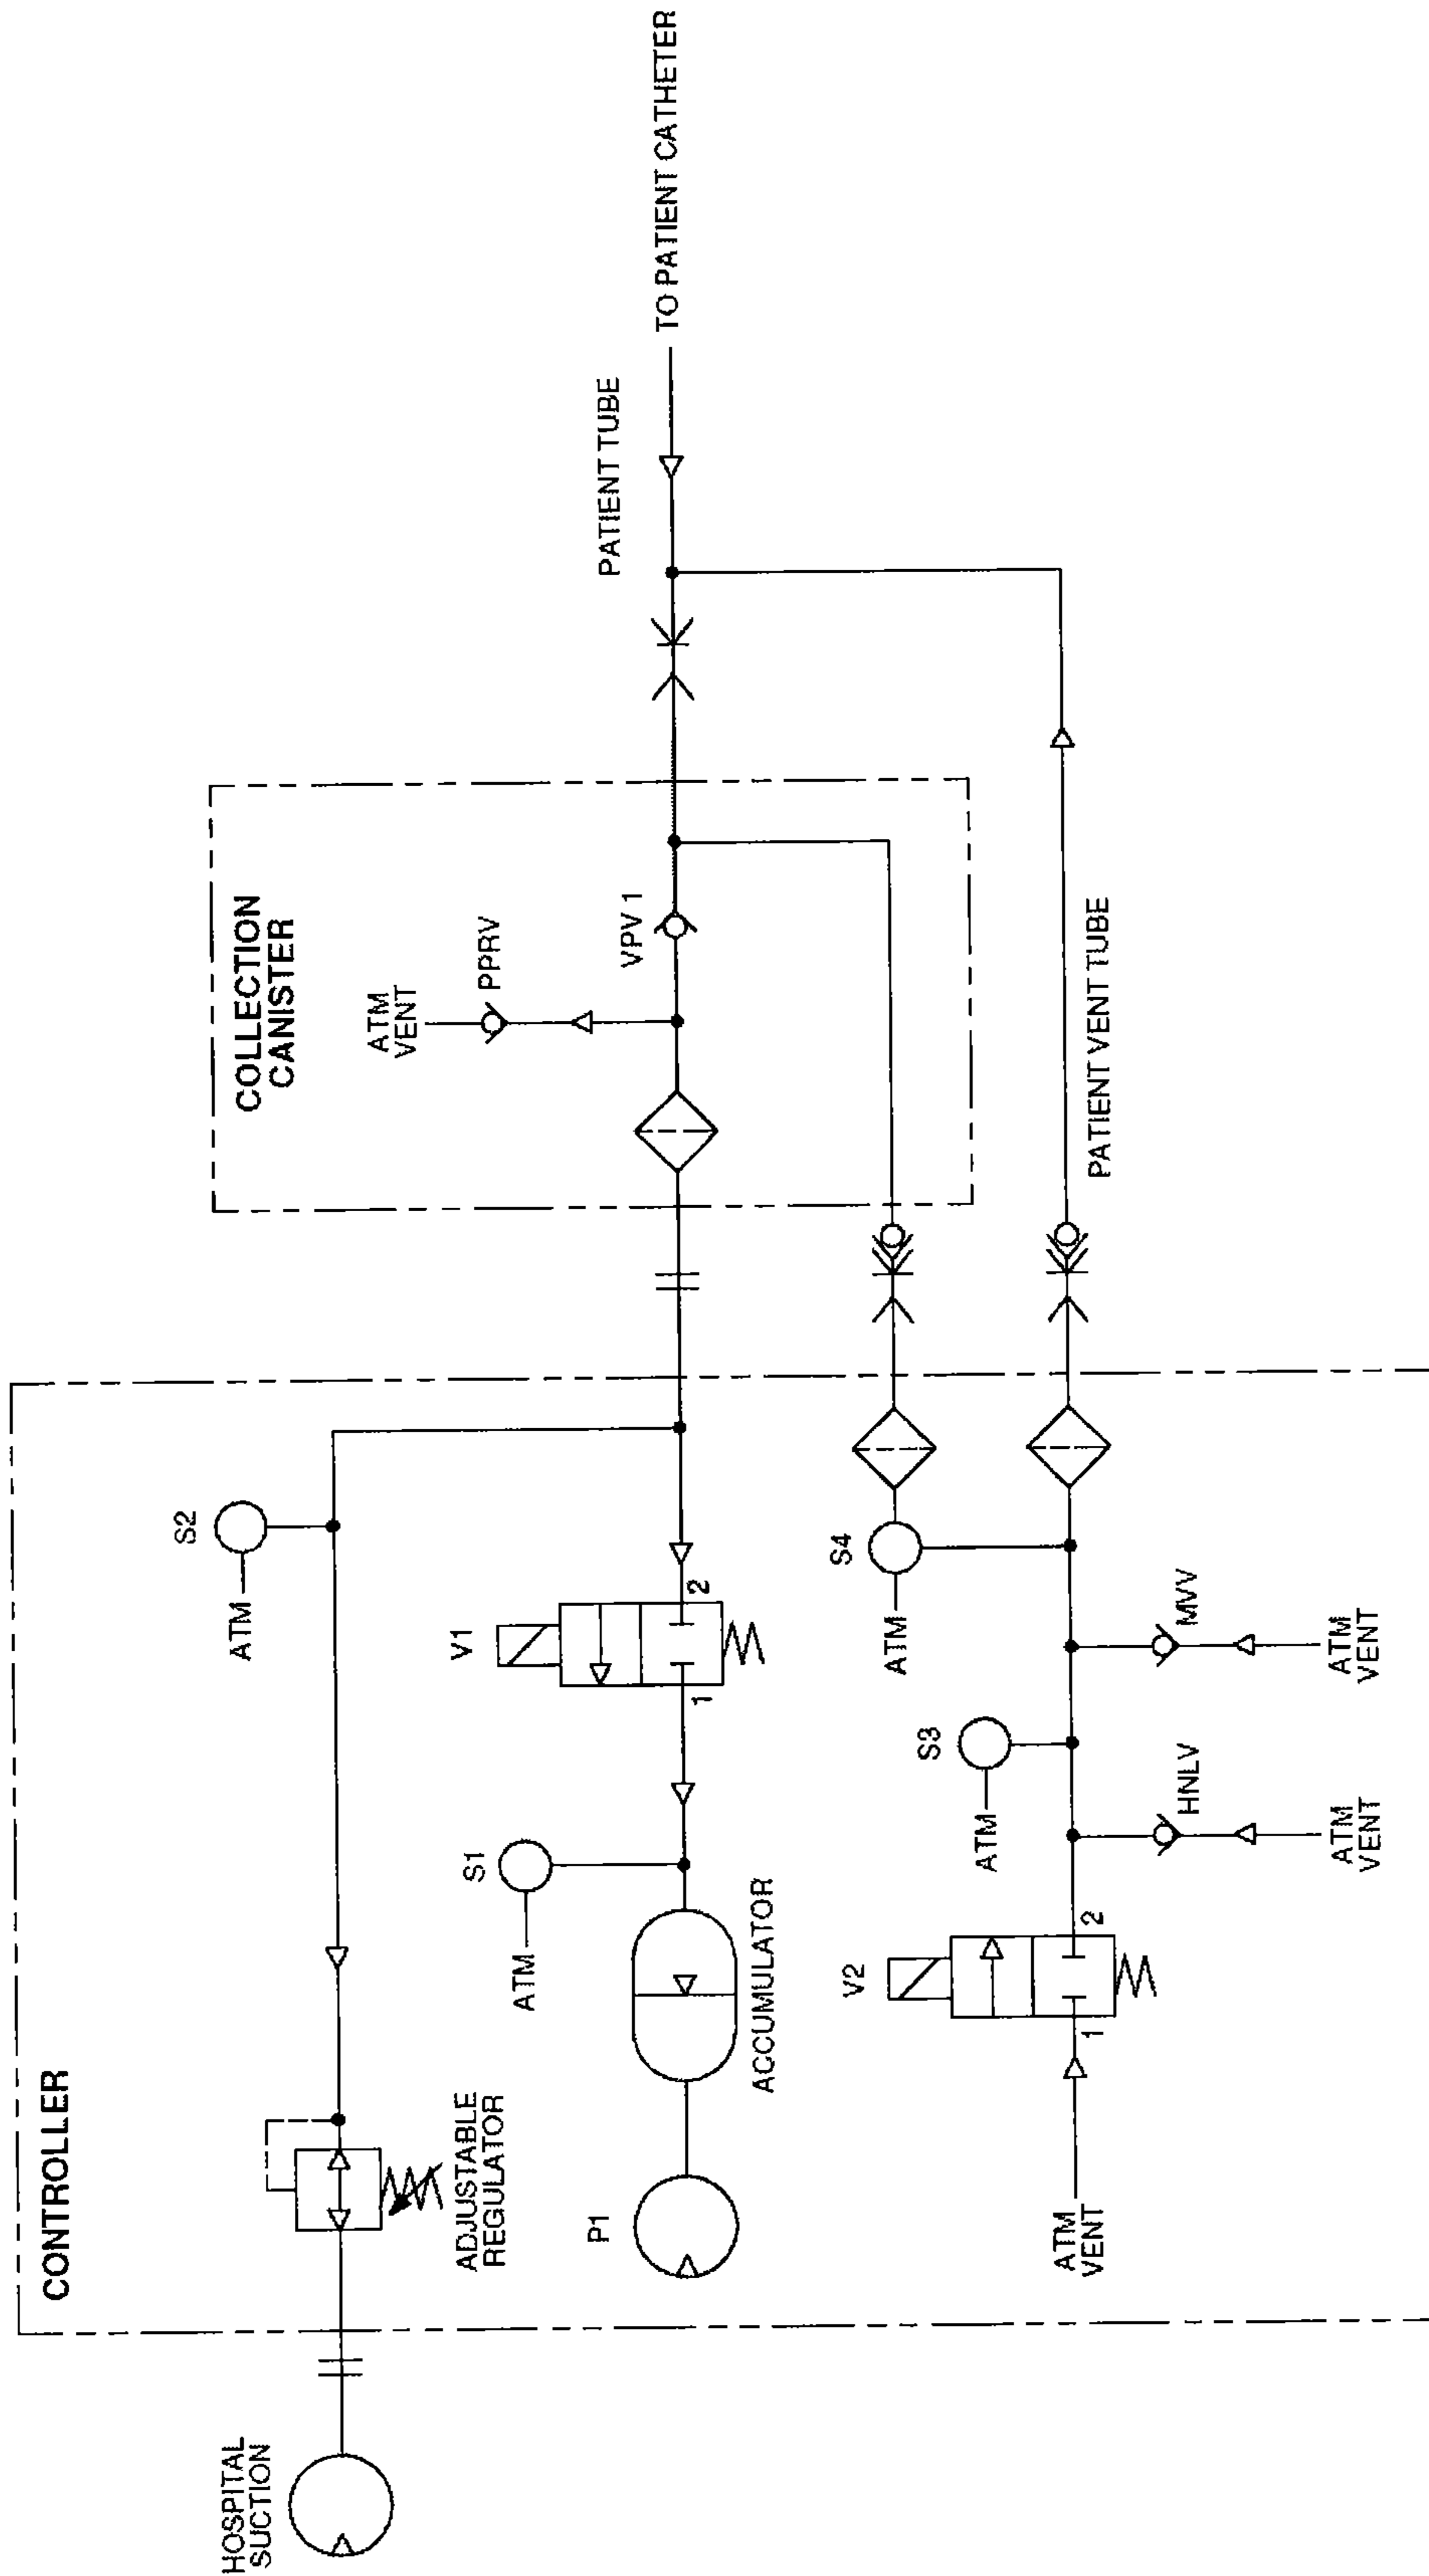 CONTROLLER
HOSPITAL
SUCTION
ADJUSTABLE
REGULATOR
ATM
S2
P1
ACCUMULATOR
ATM
S1
V1
1
2
COLLECTION
CANISTER
ATM
VENT
PPRV
VPV 1
PATIENT TUBE
TO PATIENT CATHETER
ATM
VENT
V2
1
2
ATM
S3
HNLV
ATM
VENT
ATM
S4
MVV
ATM
VENT
PATIENT VENT TUBE